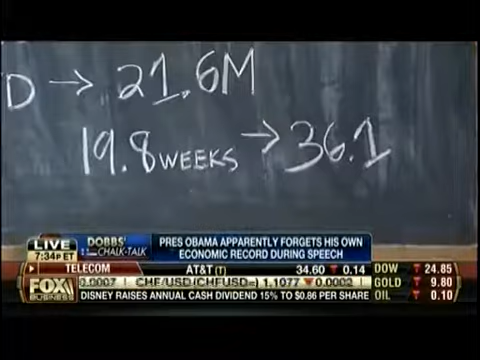 D → 21.6M
19.8 WEEKS → 36.1
LIVE
7:34P ET
DOBBS'
CHALK-TALK
PRES OBAMA APPARENTLY FORGETS HIS OWN
ECONOMIC RECORD DURING SPEECH
TELECOM AT&T (T) 34.60 ▼ 0.14
DOW ▼ 24.85
FOX
BUSINESS
0.0007 CHF/USD (CHFUSD=) 1.1077 ▼ 0.0002
GOLD ▼ 9.80
DISNEY RAISES ANNUAL CASH DIVIDEND 15% TO $0.86 PER SHARE
OIL ▼ 0.10